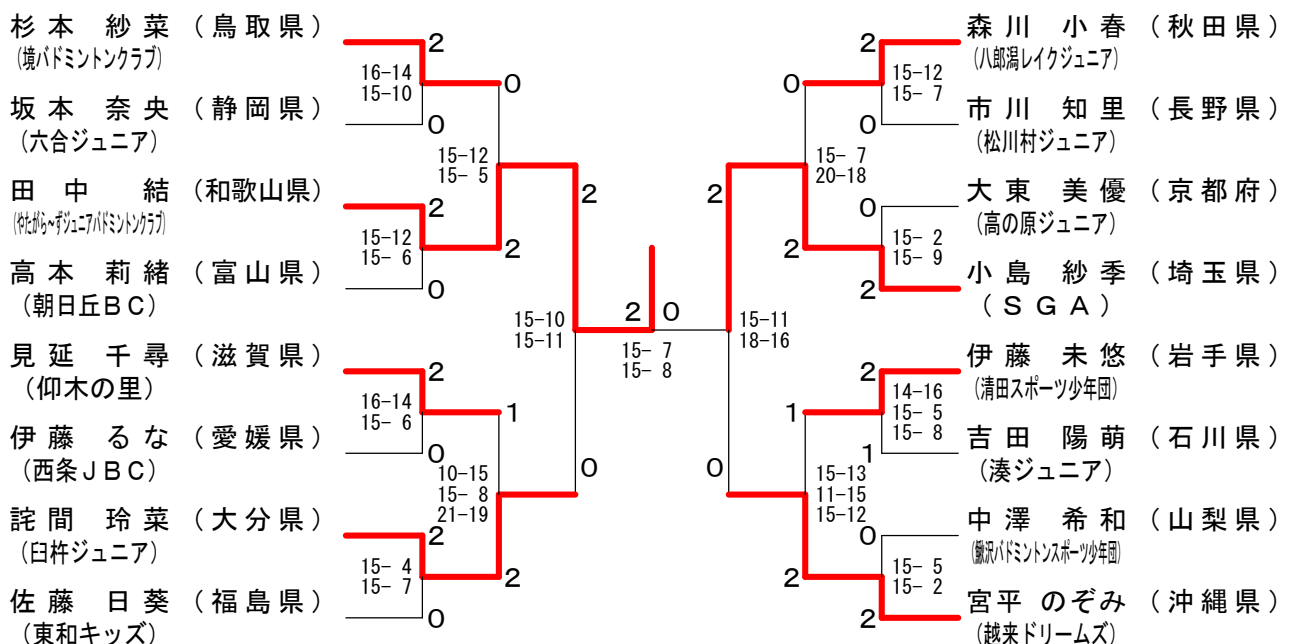 杉本 紗菜 (鳥取県)
(境バドミントンクラブ)
坂本 奈央 (静岡県)
(六合ジュニア)
田中 結 (和歌山県)
(やたがら～ずジュニアバドミントンクラブ)
高本 莉緒 (富山県)
(朝日丘BC)
見延 千尋 (滋賀県)
(仰木の里)
伊藤 るな (愛媛県)
(西条JBC)
詫間 玲菜 (大分県)
(臼杵ジュニア)
佐藤 日葵 (福島県)
(東和キッズ)
2
16-14
15-10
0
2
15-12
15- 6
0
2
16-14
15- 6
0
2
15- 4
15- 7
0
0
15-12
15- 5
2
1
10-15
15- 8
21-19
2
2
15-10
15-11
0
2 0
15- 7
15- 8
2
15-11
18-16
0
0
15- 7
20-18
2
1
15-13
11-15
15-12
2
2
15-12
15- 7
0
0
15- 2
15- 9
2
2
14-16
15- 5
15- 8
1
0
15- 5
15- 2
2
森川 小春 (秋田県)
(八郎潟レイクジュニア)
市川 知里 (長野県)
(松川村ジュニア)
大東 美優 (京都府)
(高の原ジュニア)
小島 紗季 (埼玉県)
(SGA)
伊藤 未悠 (岩手県)
(清田スポーツ少年団)
吉田 陽萌 (石川県)
(湊ジュニア)
中澤 希和 (山梨県)
(鰍沢バドミントンスポーツ少年団)
宮平 のぞみ (沖縄県)
(越来ドリームズ)